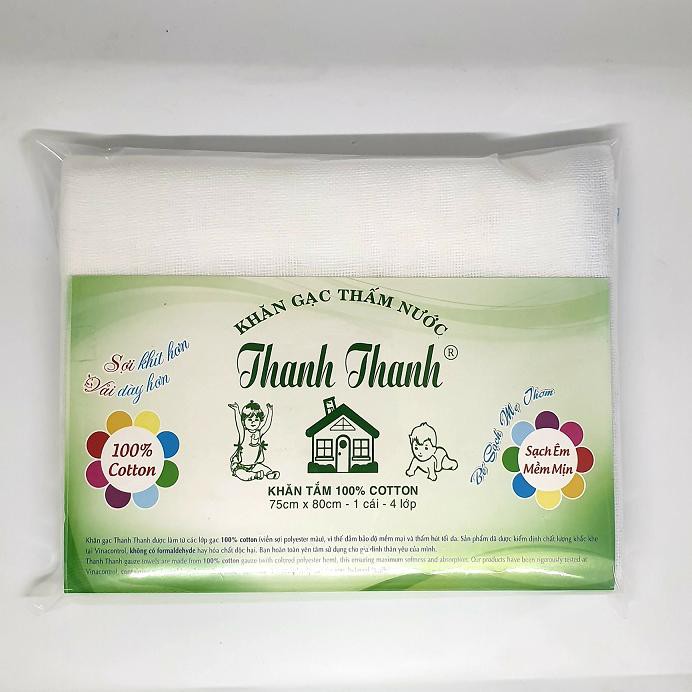 KHĂN GẠC THẤM NƯỚC
Thanh Thanh®
Sợi khít hơn
Vải dày hơn
100%
Cotton
Bé Sạch Mẹ Thơm
Sạch Êm
Mềm Mịn
KHĂN TẮM 100% COTTON
75cm x 80cm - 1 cái - 4 lớp
Khăn gạc Thanh Thanh được làm từ các lớp gạc 100% cotton (viền sợi polyester màu), vì thế đảm bảo độ mềm mại và thấm hút tối đa. Sản phẩm đã được kiểm định chất lượng khắc khe
tại Vinacontrol, không có formaldehyde hay hóa chất độc hại. Bạn hoàn toàn yên tâm sử dụng cho gia đình thân yêu của mình.
Thanh Thanh gauze towels are made from 100% cotton gauze (with colored polyester hem), this ensuring maximum softness and absorption. Our products have been rigorously tested at
Vinacontrol,